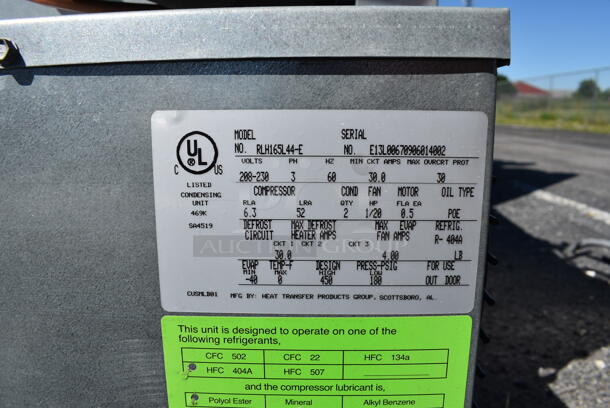 MODEL SERIAL
NO. RLH165L44-E NO. E13L00670906014002
VOLTS PH HZ MIN CKT AMPS MAX OVRCRT PROT
208-230 3 60 30.0 30
COMPRESSOR COND FAN MOTOR OIL TYPE
RLA LRA QTY HP FLA EA
6.3 52 2 1/20 0.5 POE
DEFROST MAX DEFROST MAX EVAP REFRIG.
CIRCUIT HEATER AMPS FAN AMPS R- 404A
CKT 1 CKT 2 CKT 3
30.0 4.00 LB
EVAP TEMP-F DESIGN PRESS-PSIG FOR USE
MIN MAX HIGH LOW
-40 0 450 180 OUT DOOR
CUSMLB01 MFG BY: HEAT TRANSFER PRODUCTS GROUP, SCOTTSBORO, AL.
C UL US
®
LISTED
CONDENSING
UNIT
469K
SA4519
AUCTION GROUP
This unit is designed to operate on one of the
following refrigerants,
CFC 502 CFC 22 HFC 134a
HFC 404A HFC 507
and the compressor lubricant is,
Polyol Ester Mineral Alkyl Benzene